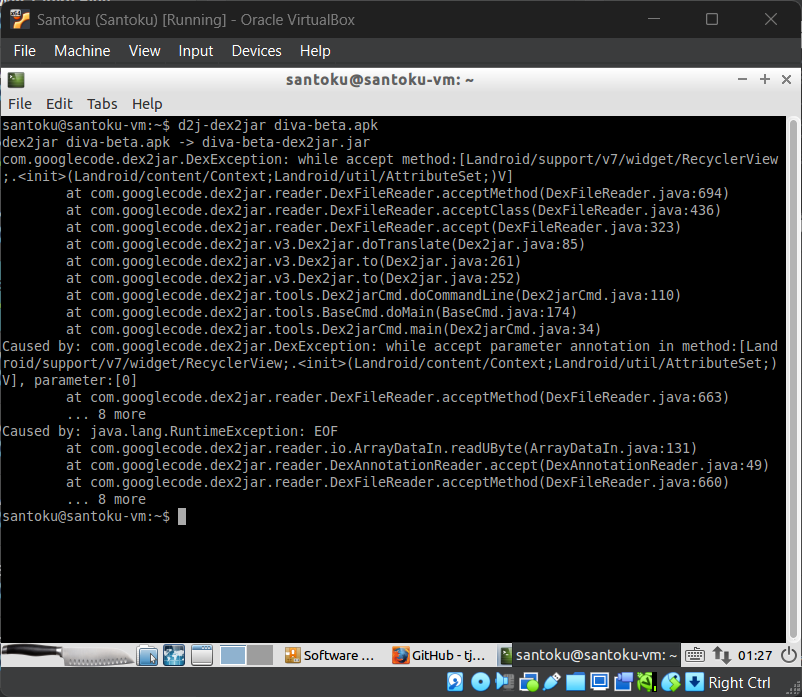 Santoku (Santoku) [Running] - Oracle VirtualBox
File Machine View Input Devices Help
santoku@santoku-vm: ~
File Edit Tabs Help
santoku@santoku-vm:~$ d2j-dex2jar diva-beta.apk
dex2jar diva-beta.apk -> diva-beta-dex2jar.jar
com.googlecode.dex2jar.DexException: while accept method:[Landroid/support/v7/widget/RecyclerView
;.<init>(Landroid/content/Context;Landroid/util/AttributeSet;)V]
        at com.googlecode.dex2jar.reader.DexFileReader.acceptMethod(DexFileReader.java:694)
        at com.googlecode.dex2jar.reader.DexFileReader.acceptClass(DexFileReader.java:436)
        at com.googlecode.dex2jar.reader.DexFileReader.accept(DexFileReader.java:323)
        at com.googlecode.dex2jar.v3.Dex2jar.doTranslate(Dex2jar.java:85)
        at com.googlecode.dex2jar.v3.Dex2jar.to(Dex2jar.java:261)
        at com.googlecode.dex2jar.v3.Dex2jar.to(Dex2jar.java:252)
        at com.googlecode.dex2jar.tools.Dex2jarCmd.doCommandLine(Dex2jarCmd.java:110)
        at com.googlecode.dex2jar.tools.BaseCmd.doMain(BaseCmd.java:174)
        at com.googlecode.dex2jar.tools.Dex2jarCmd.main(Dex2jarCmd.java:34)
Caused by: com.googlecode.dex2jar.DexException: while accept parameter annotation in method:[Land
roid/support/v7/widget/RecyclerView;.<init>(Landroid/content/Context;Landroid/util/AttributeSet;)
V], parameter:[0]
        at com.googlecode.dex2jar.reader.DexFileReader.acceptMethod(DexFileReader.java:663)
        ... 8 more
Caused by: java.lang.RuntimeException: EOF
        at com.googlecode.dex2jar.reader.io.ArrayDataIn.readUByte(ArrayDataIn.java:131)
        at com.googlecode.dex2jar.reader.DexAnnotationReader.accept(DexAnnotationReader.java:49)
        at com.googlecode.dex2jar.reader.DexFileReader.acceptMethod(DexFileReader.java:660)
        ... 8 more
santoku@santoku-vm:~$
Software ... GitHub - tj... santoku@santoku-vm: ~ 01:27
Right Ctrl